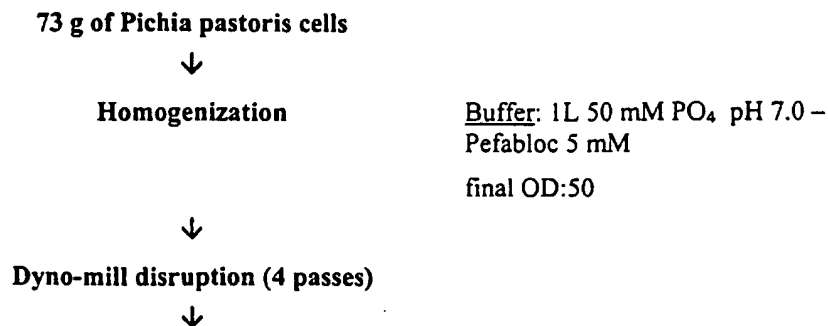 73 g of Pichia pastoris cells
↓
Homogenization
Buffer: 1L 50 mM PO₄ pH 7.0 –
Pefabloc 5 mM
final OD:50
↓
Dyno-mill disruption (4 passes)
↓